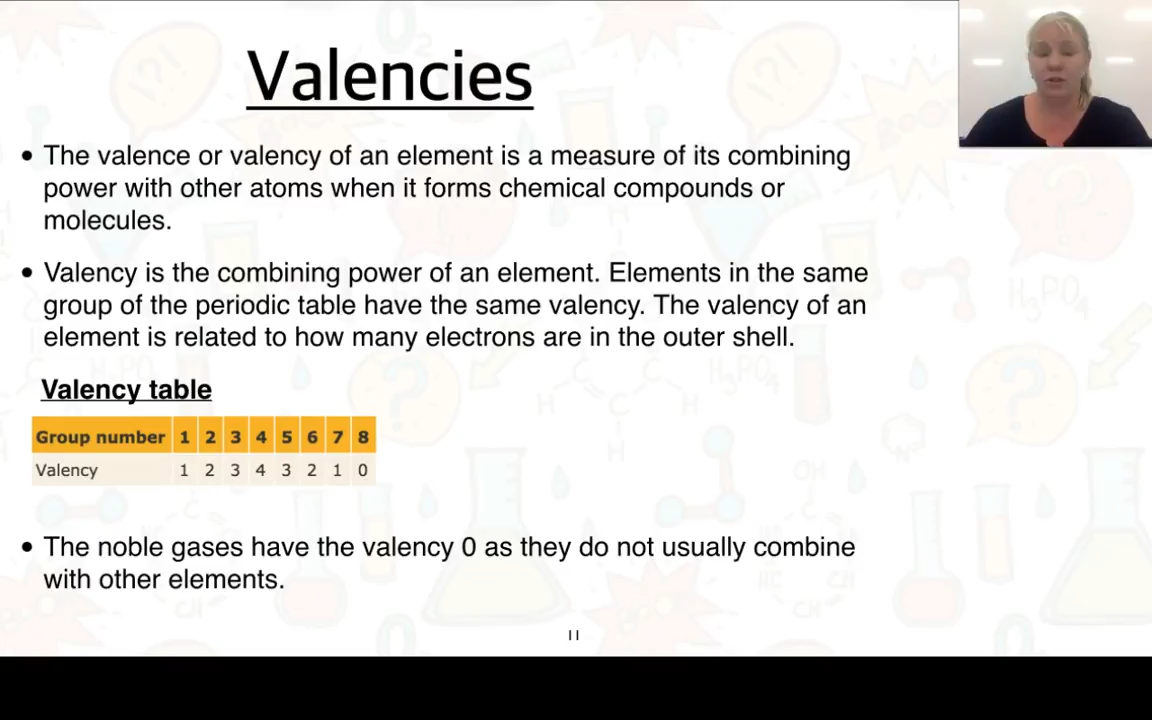 Valencies
• The valence or valency of an element is a measure of its combining
power with other atoms when it forms chemical compounds or
molecules.
• Valency is the combining power of an element. Elements in the same
group of the periodic table have the same valency. The valency of an
element is related to how many electrons are in the outer shell.
Valency table
Group number 1 2 3 4 5 6 7 8
Valency 1 2 3 4 3 2 1 0
• The noble gases have the valency 0 as they do not usually combine
with other elements.
11